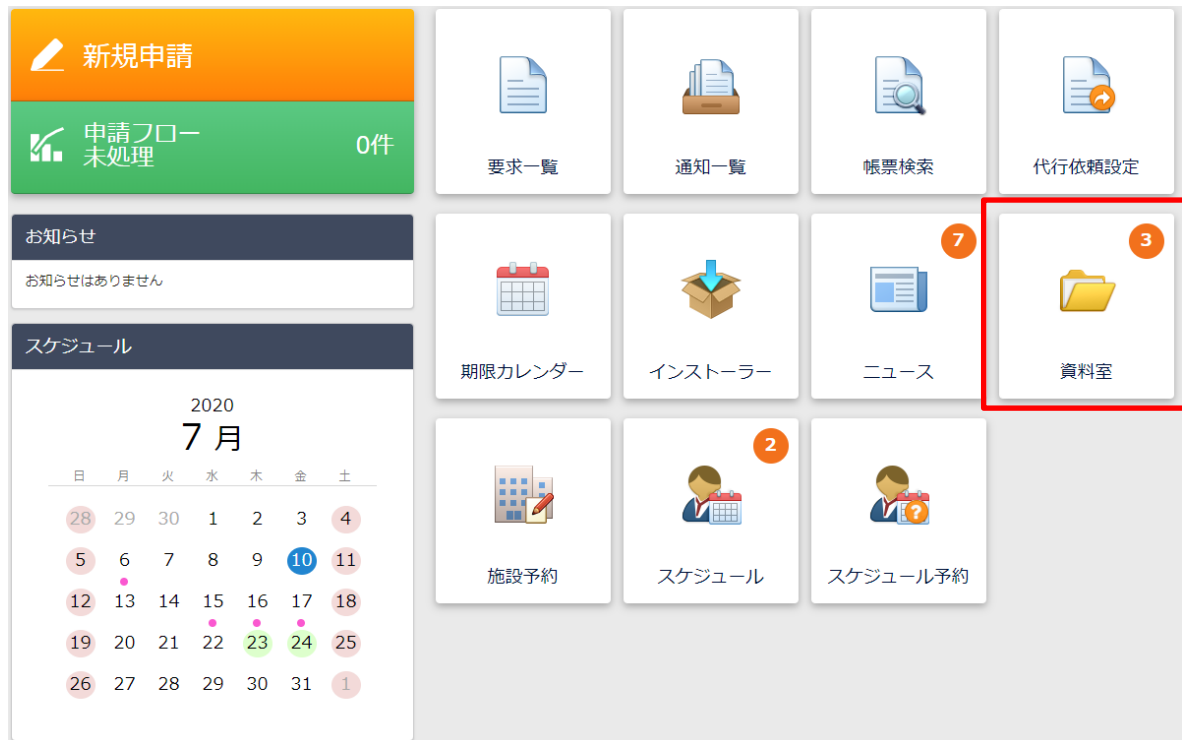 新規申請
申請フロー
未処理
0件
お知らせ
お知らせはありません
スケジュール
2020
7 月
日 月 火 水 木 金 土
28 29 30 1 2 3 4
5 6 7 8 9 10 11
12 13 14 15 16 17 18
19 20 21 22 23 24 25
26 27 28 29 30 31 1
要求一覧
通知一覧
帳票検索
代行依頼設定
期限カレンダー
インストーラー
7
ニュース
3
資料室
施設予約
2
スケジュール
スケジュール予約